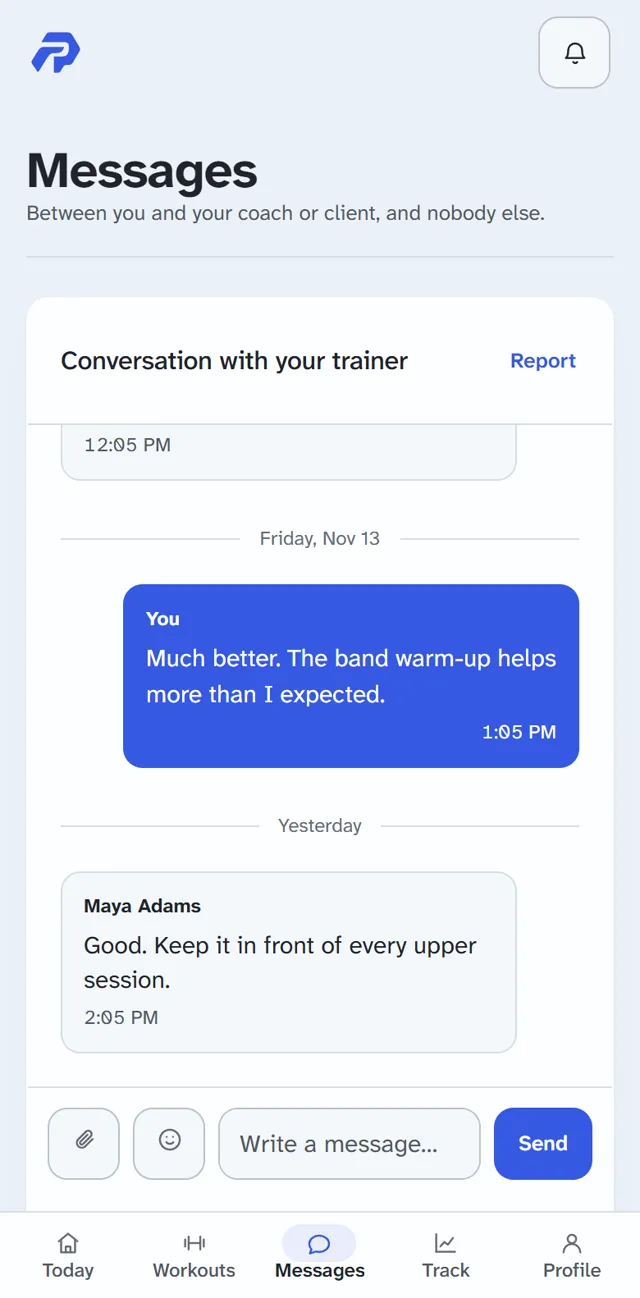 Messages
Between you and your coach or client, and nobody else.
Conversation with your trainer
Report
12:05 PM
Friday, Nov 13
You
Much better. The band warm-up helps
more than I expected.
1:05 PM
Yesterday
Maya Adams
Good. Keep it in front of every upper
session.
2:05 PM
Write a message...
Send
Today
Workouts
Messages
Track
Profile